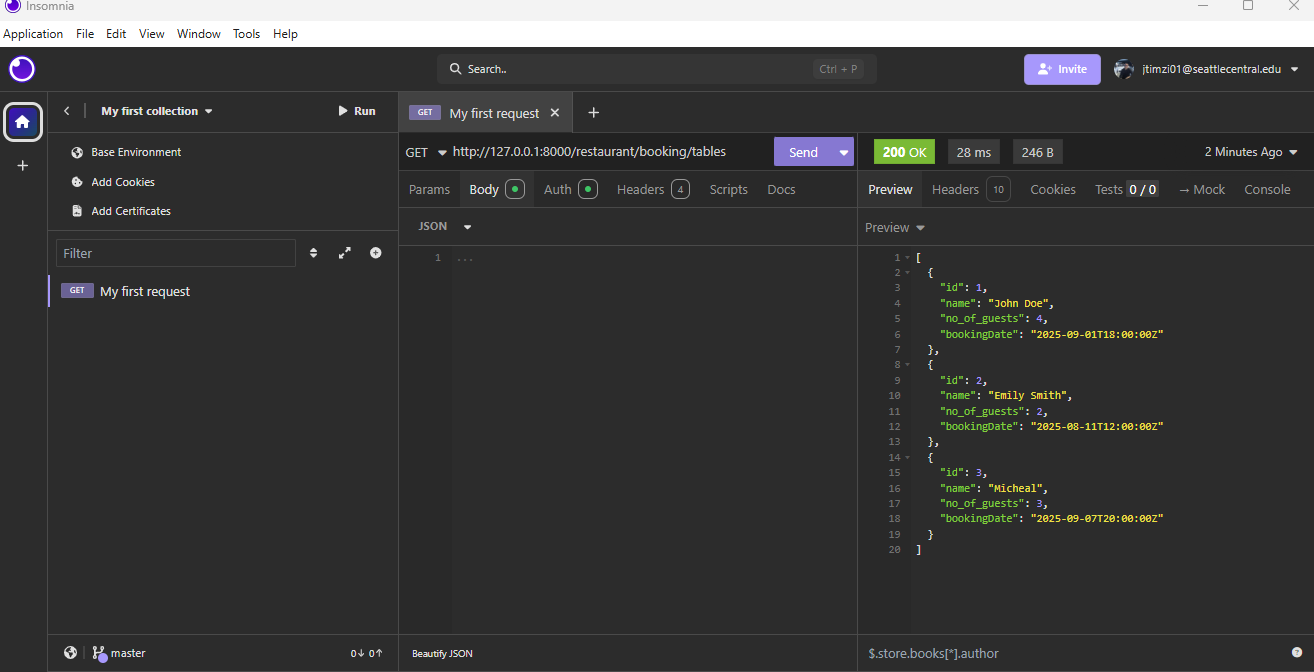 Insomnia
Application File Edit View Window Tools Help
Search.. Ctrl + P
Invite jtimzi01@seattlecentral.edu
My first collection Run
GET My first request
Base Environment
Add Cookies
Add Certificates
Filter
GET My first request
GET http://127.0.0.1:8000/restaurant/booking/tables Send
Params Body Auth Headers 4 Scripts Docs
JSON
1 ...
200 OK 28 ms 246 B 2 Minutes Ago
Preview Headers 10 Cookies Tests 0 / 0 → Mock Console
Preview
1 [
2 {
3 "id": 1,
4 "name": "John Doe",
5 "no_of_guests": 4,
6 "bookingDate": "2025-09-01T18:00:00Z"
7 },
8 {
9 "id": 2,
10 "name": "Emily Smith",
11 "no_of_guests": 2,
12 "bookingDate": "2025-08-11T12:00:00Z"
13 },
14 {
15 "id": 3,
16 "name": "Micheal",
17 "no_of_guests": 3,
18 "bookingDate": "2025-09-07T20:00:00Z"
19 }
20 ]
master 0↓ 0↑
Beautify JSON
$.store.books[*].author